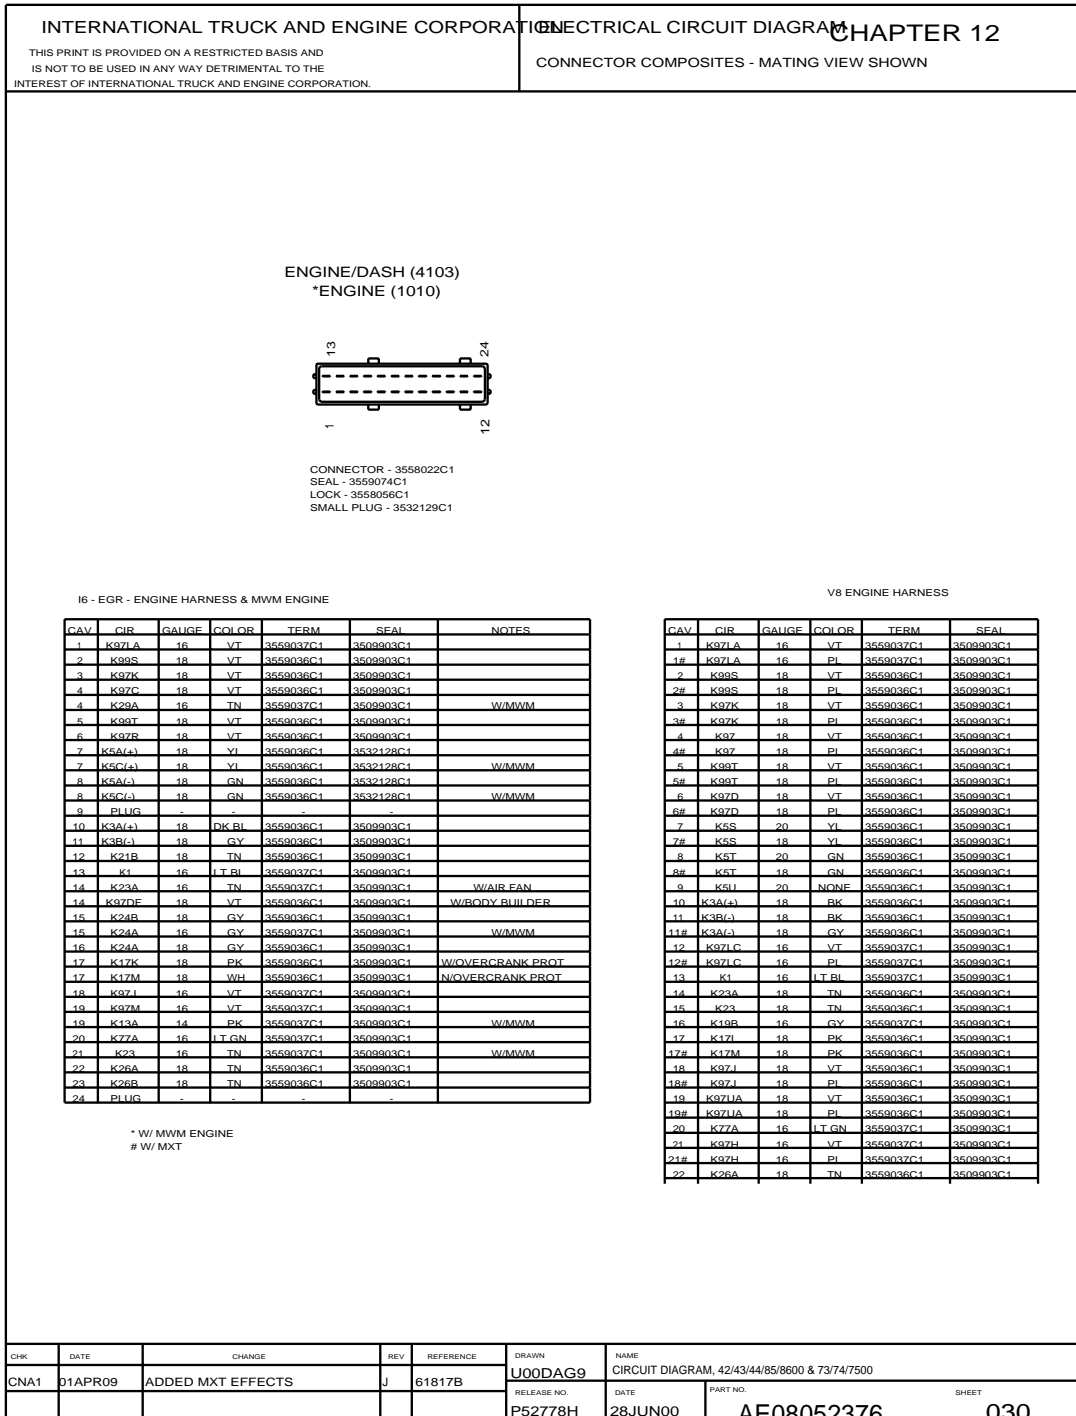 INTERNATIONAL TRUCK AND ENGINE CORPORATION
THIS PRINT IS PROVIDED ON A RESTRICTED BASIS AND
IS NOT TO BE USED IN ANY WAY DETRIMENTAL TO THE
INTEREST OF INTERNATIONAL TRUCK AND ENGINE CORPORATION.
ELECTRICAL CIRCUIT DIAGRAM
CHAPTER 12
CONNECTOR COMPOSITES - MATING VIEW SHOWN
ENGINE/DASH (4103)
*ENGINE (1010)
13 24
1 12
CONNECTOR - 3558022C1
SEAL - 3559074C1
LOCK - 3558056C1
SMALL PLUG - 3532129C1
I6 - EGR - ENGINE HARNESS & MWM ENGINE
CAV CIR GAUGE COLOR TERM SEAL NOTES
1 K97LA 16 VT 3559037C1 3509903C1
2 K99S 18 VT 3559036C1 3509903C1
3 K97K 18 VT 3559036C1 3509903C1
4 K97C 18 VT 3559036C1 3509903C1
4 K29A 16 TN 3559037C1 3509903C1 W/MWM
5 K99T 18 VT 3559036C1 3509903C1
6 K97R 18 VT 3559036C1 3509903C1
7 K5A(+) 18 YL 3559036C1 3532128C1
7 K5C(+) 18 YL 3559036C1 3532128C1 W/MWM
8 K5A(-) 18 GN 3559036C1 3532128C1
8 K5C(-) 18 GN 3559036C1 3532128C1 W/MWM
9 PLUG - - - -
10 K3A(+) 18 DK BL 3559036C1 3509903C1
11 K3B(-) 18 GY 3559036C1 3509903C1
12 K21B 18 TN 3559036C1 3509903C1
13 K1 16 LT BL 3559037C1 3509903C1
14 K23A 16 TN 3559037C1 3509903C1 W/AIR FAN
14 K97DF 18 VT 3559036C1 3509903C1 W/BODY BUILDER
15 K24B 18 GY 3559036C1 3509903C1
15 K24A 16 GY 3559037C1 3509903C1 W/MWM
16 K24A 18 GY 3559036C1 3509903C1
17 K17K 18 PK 3559036C1 3509903C1 W/OVERCRANK PROT
17 K17M 18 WH 3559036C1 3509903C1 N/OVERCRANK PROT
18 K97J 16 VT 3559037C1 3509903C1
19 K97M 16 VT 3559037C1 3509903C1
19 K13A 14 PK 3559037C1 3509903C1 W/MWM
20 K77A 16 LT GN 3559037C1 3509903C1
21 K23 16 TN 3559037C1 3509903C1 W/MWM
22 K26A 18 TN 3559036C1 3509903C1
23 K26B 18 TN 3559036C1 3509903C1
24 PLUG - - - -
* W/ MWM ENGINE
# W/ MXT
V8 ENGINE HARNESS
CAV CIR GAUGE COLOR TERM SEAL
1 K97LA 16 VT 3559037C1 3509903C1
1# K97LA 16 PL 3559037C1 3509903C1
2 K99S 18 VT 3559036C1 3509903C1
2# K99S 18 PL 3559036C1 3509903C1
3 K97K 18 VT 3559036C1 3509903C1
3# K97K 18 PL 3559036C1 3509903C1
4 K97 18 VT 3559036C1 3509903C1
4# K97 18 PL 3559036C1 3509903C1
5 K99T 18 VT 3559036C1 3509903C1
5# K99T 18 PL 3559036C1 3509903C1
6 K97D 18 VT 3559036C1 3509903C1
6# K97D 18 PL 3559036C1 3509903C1
7 K5S 20 YL 3559036C1 3509903C1
7# K5S 18 YL 3559036C1 3509903C1
8 K5T 20 GN 3559036C1 3509903C1
8# K5T 18 GN 3559036C1 3509903C1
9 K5U 20 NONE 3559036C1 3509903C1
10 K3A(+) 18 BK 3559036C1 3509903C1
11 K3B(-) 18 BK 3559036C1 3509903C1
11# K3A(-) 18 GY 3559036C1 3509903C1
12 K97LC 16 VT 3559037C1 3509903C1
12# K97LC 16 PL 3559037C1 3509903C1
13 K1 16 LT BL 3559037C1 3509903C1
14 K23A 18 TN 3559036C1 3509903C1
15 K23 18 TN 3559036C1 3509903C1
16 K19B 16 GY 3559037C1 3509903C1
17 K17L 18 PK 3559036C1 3509903C1
17# K17M 18 PK 3559036C1 3509903C1
18 K97J 18 VT 3559036C1 3509903C1
18# K97J 18 PL 3559036C1 3509903C1
19 K97UA 18 VT 3559036C1 3509903C1
19# K97UA 18 PL 3559036C1 3509903C1
20 K77A 16 LT GN 3559037C1 3509903C1
21 K97H 16 VT 3559037C1 3509903C1
21# K97H 16 PL 3559037C1 3509903C1
22 K26A 18 TN 3559036C1 3509903C1
CHK DATE CHANGE REV REFERENCE
CNA1 01APR09 ADDED MXT EFFECTS J 61817B
DRAWN
U00DAG9
NAME
CIRCUIT DIAGRAM, 42/43/44/85/8600 & 73/74/7500
RELEASE NO. DATE PART NO. SHEET
P52778H 28JUN00 AE08052376 030